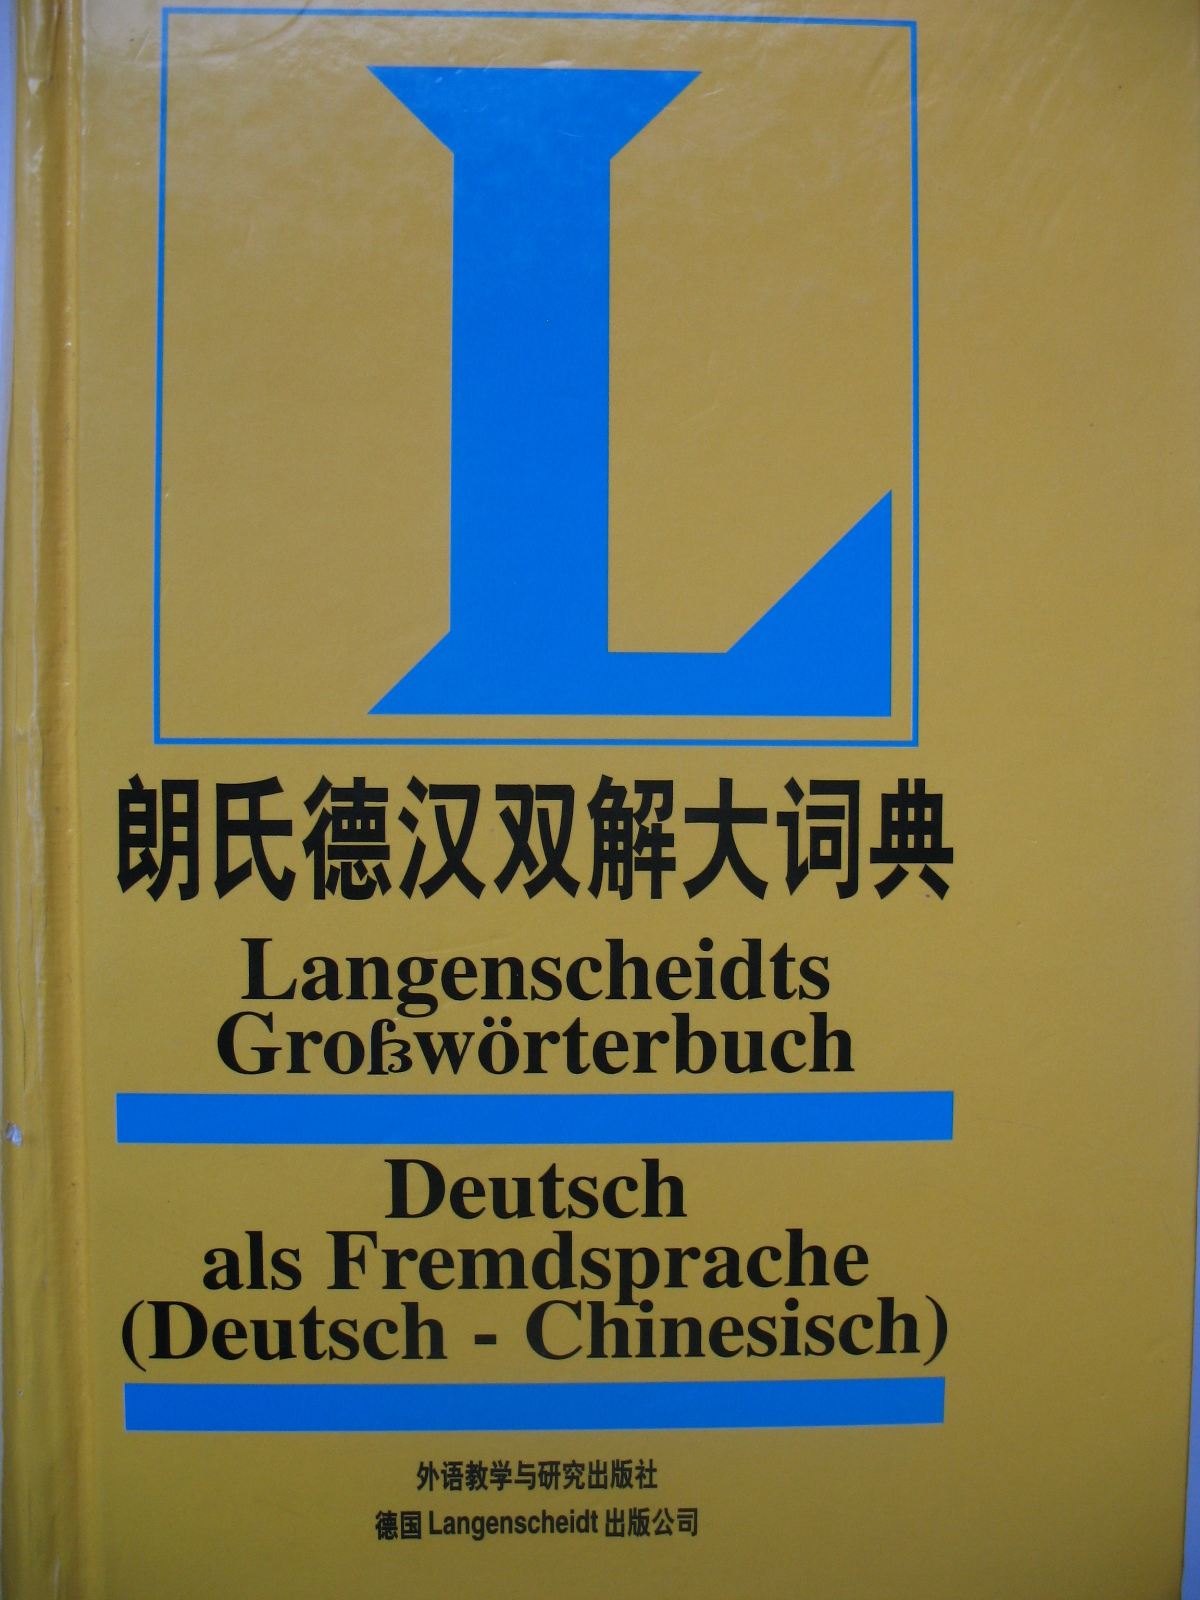 L
朗氏德汉双解大词典
Langenscheidts
Großwörterbuch
Deutsch
als Fremdsprache
(Deutsch - Chinesisch)
外语教学与研究出版社
德国 Langenscheidt 出版公司